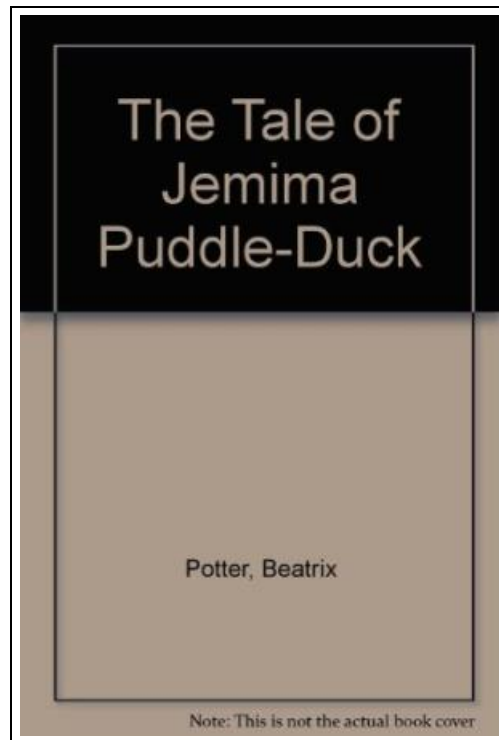 The Tale of
Jemima
Puddle-Duck
Potter, Beatrix
Note: This is not the actual book cover